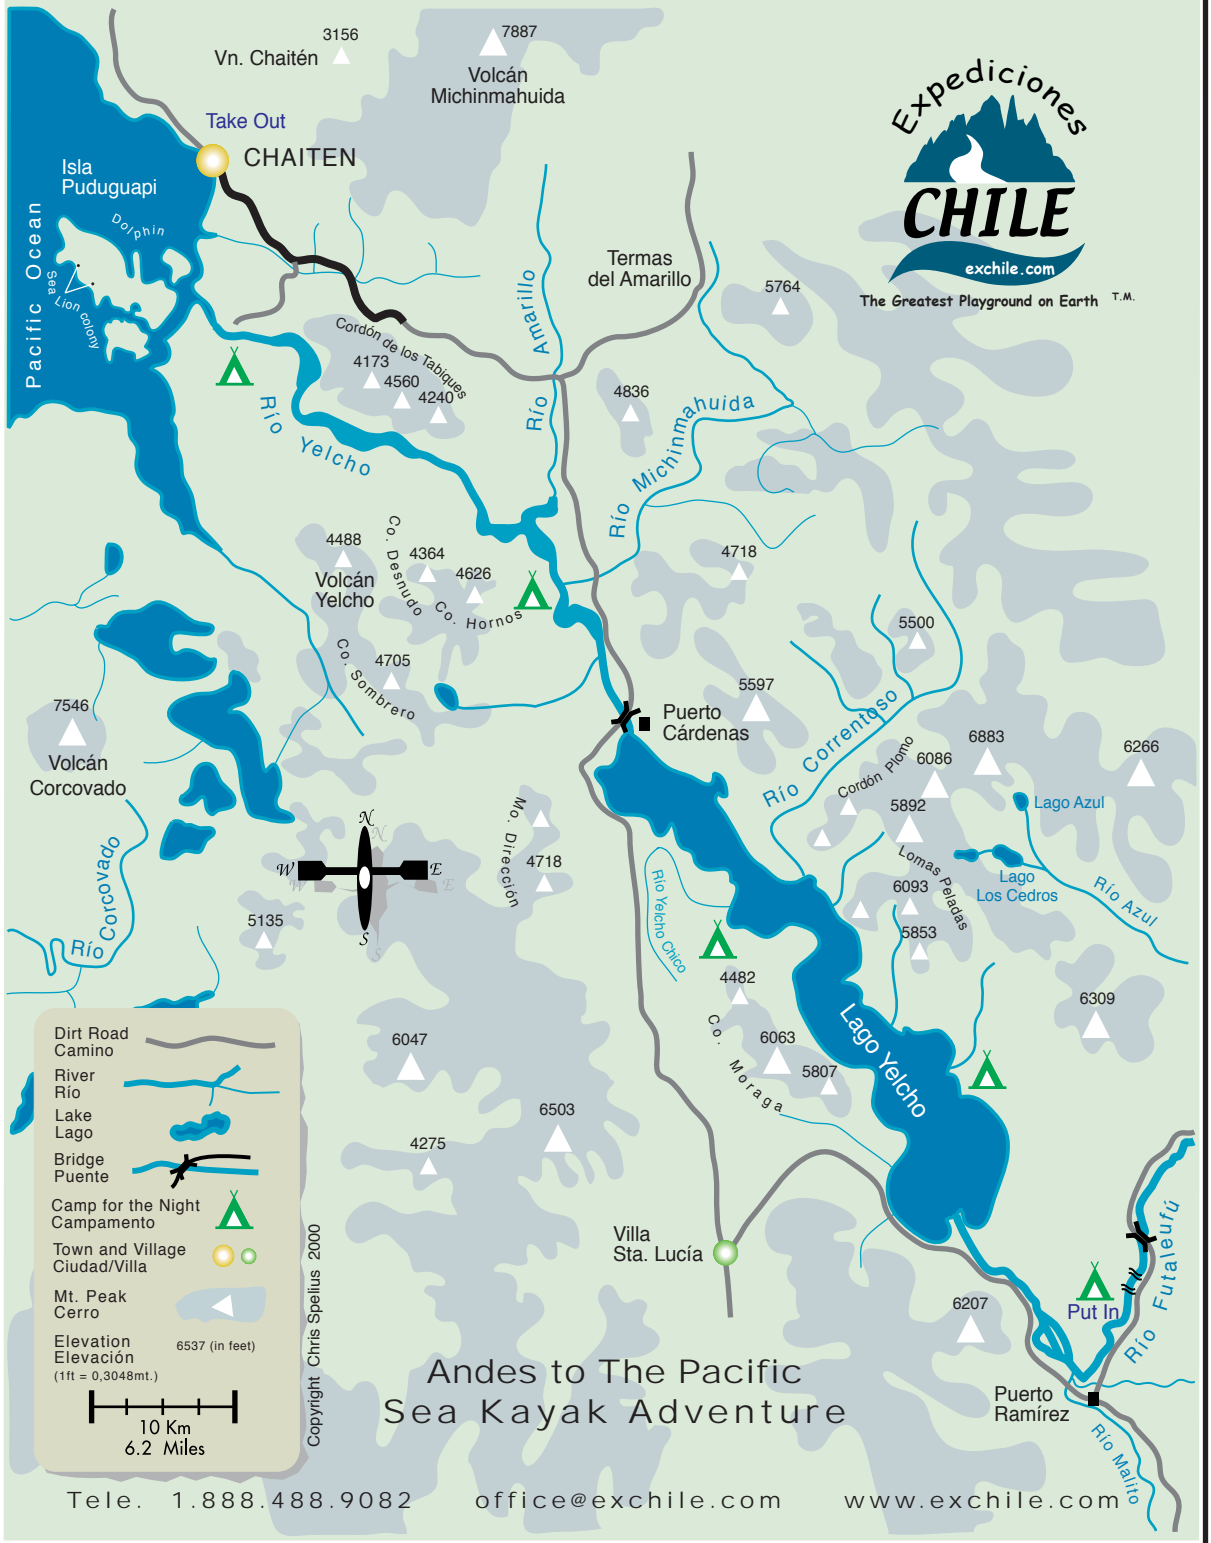 3156
Vn. Chaitén
7887
Volcán
Michinmahuida
Expediciones
CHILE
exchile.com
The Greatest Playground on Earth T.M.
Take Out
CHAITEN
Isla
Puduguapi
Dolphin
Pacific Ocean
Sea Lion colony
Termas
del Amarillo
5764
Río Amarillo
Cordón de los Tabiques
4173
4560
4240
4836
Río Yelcho
Río Michinmahuida
4488
Volcán
Yelcho
Co. Desnudo
4364
4626
Co. Hornos
4718
5500
Co. Sombrero
4705
5597
7546
Volcán
Corcovado
Puerto
Cárdenas
Río Correntoso
Cordón Plomo
6883
6086
6266
5892
Lago Azul
Mo. Dirección
4718
Lomas Peladas
Lago
Los Cedros
Río Azul
N
W
E
S
N
W
E
S
Río Corcovado
5135
Río Yelcho Chico
6093
5853
4482
6309
Lago Yelcho
Co. Moraga
6063
5807
6047
6503
4275
Dirt Road
Camino
River
Río
Lake
Lago
Bridge
Puente
Camp for the Night
Campamento
Town and Village
Ciudad/Villa
Mt. Peak
Cerro
Elevation
Elevación
6537 (in feet)
(1ft = 0,3048mt.)
10 Km
6.2 Miles
Copyright Chris Spelius 2000
Villa
Sta. Lucía
Río Futaleufú
Put In
6207
Puerto
Ramírez
Río Malito
Andes to The Pacific
Sea Kayak Adventure
Tele. 1.888.488.9082 office@exchile.com www.exchile.com